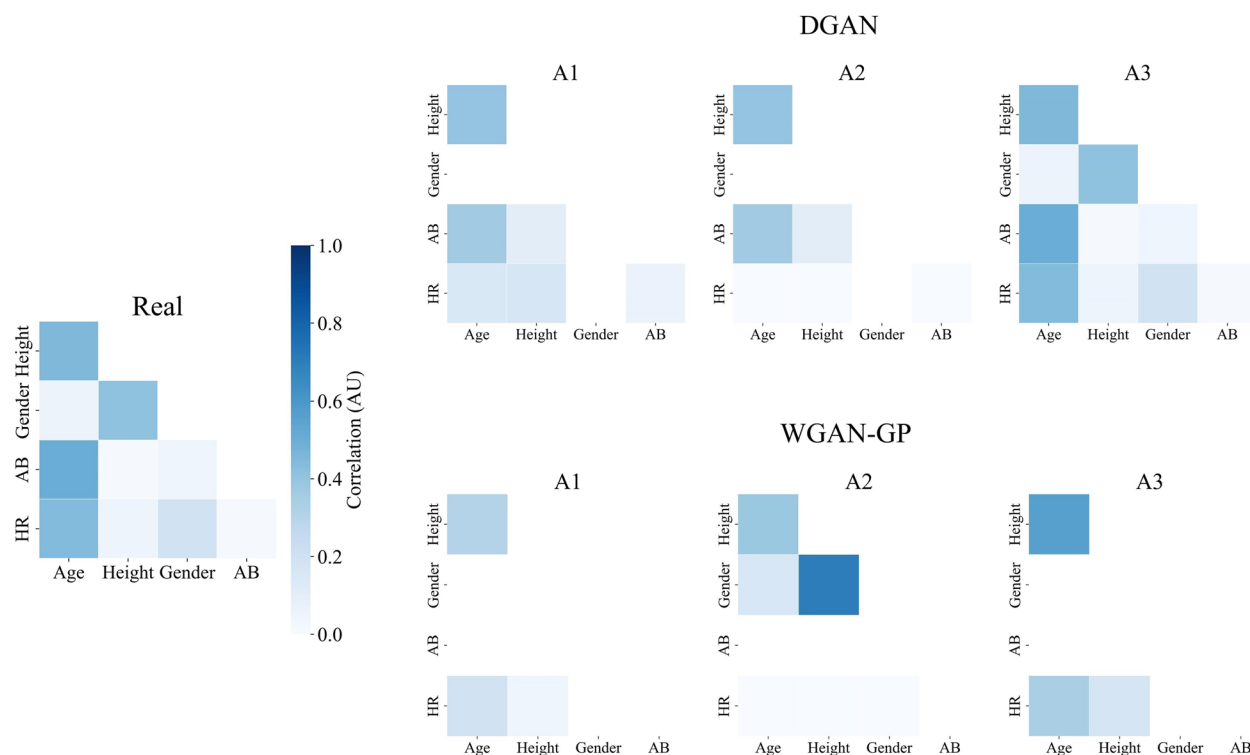 DGAN
A1
A2
A3
Height
Gender
AB
HR
Age Height Gender AB
Height
Gender
AB
HR
Age Height Gender AB
Height
Gender
AB
HR
Age Height Gender AB
Real
Height
Gender
AB
HR
Age Height Gender AB
1.0
0.8
0.6
0.4
0.2
0.0
Correlation (AU)
WGAN-GP
A1
A2
A3
Height
Gender
AB
HR
Age Height Gender AB
Height
Gender
AB
HR
Age Height Gender AB
Height
Gender
AB
HR
Age Height Gender AB